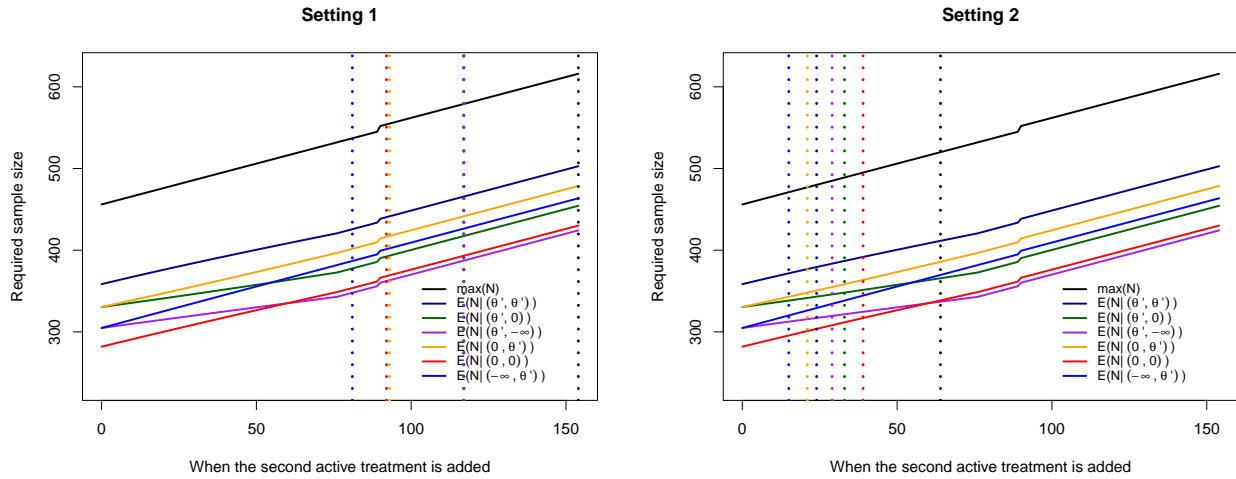 Setting 1
Required sample size
600
500
400
300
0
50
100
150
When the second active treatment is added
max(N)
E(N| (θ', θ'))
E(N| (θ', 0))
E(N| (θ', −∞))
E(N| (0, θ'))
E(N| (0, 0))
E(N| (−∞, θ'))
Setting 2
Required sample size
600
500
400
300
0
50
100
150
When the second active treatment is added
max(N)
E(N| (θ', θ'))
E(N| (θ', 0))
E(N| (θ', −∞))
E(N| (0, θ'))
E(N| (0, 0))
E(N| (−∞, θ'))